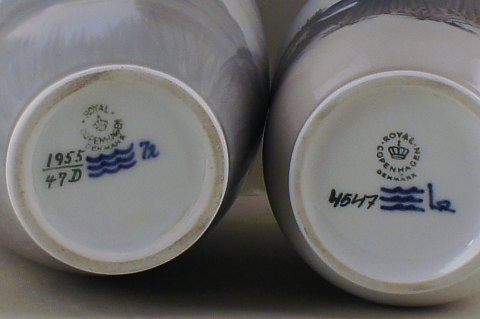 ROYAL
COPENHAGEN
DENMARK
1955
47D
ROYAL
COPENHAGEN
DENMARK
4547